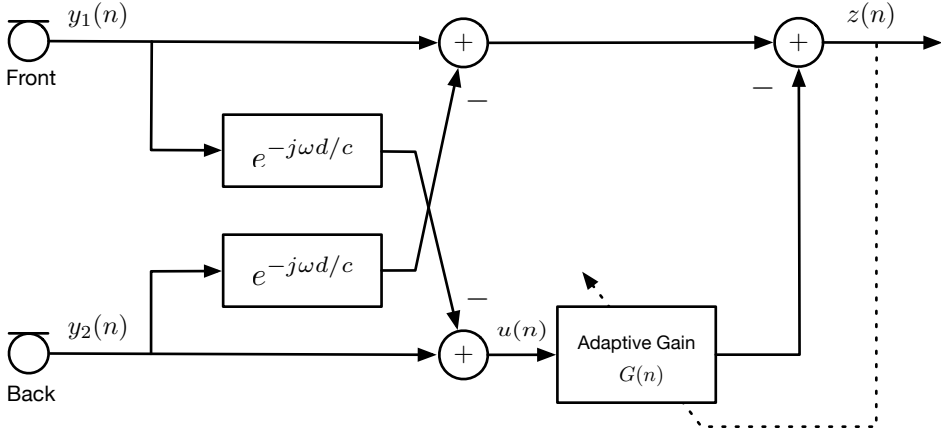 y₁(n)
z(n)
+
+
Front
−
−
e^{−jωd/c}
e^{−jωd/c}
−
y₂(n)
u(n)
+
Adaptive Gain
G(n)
Back